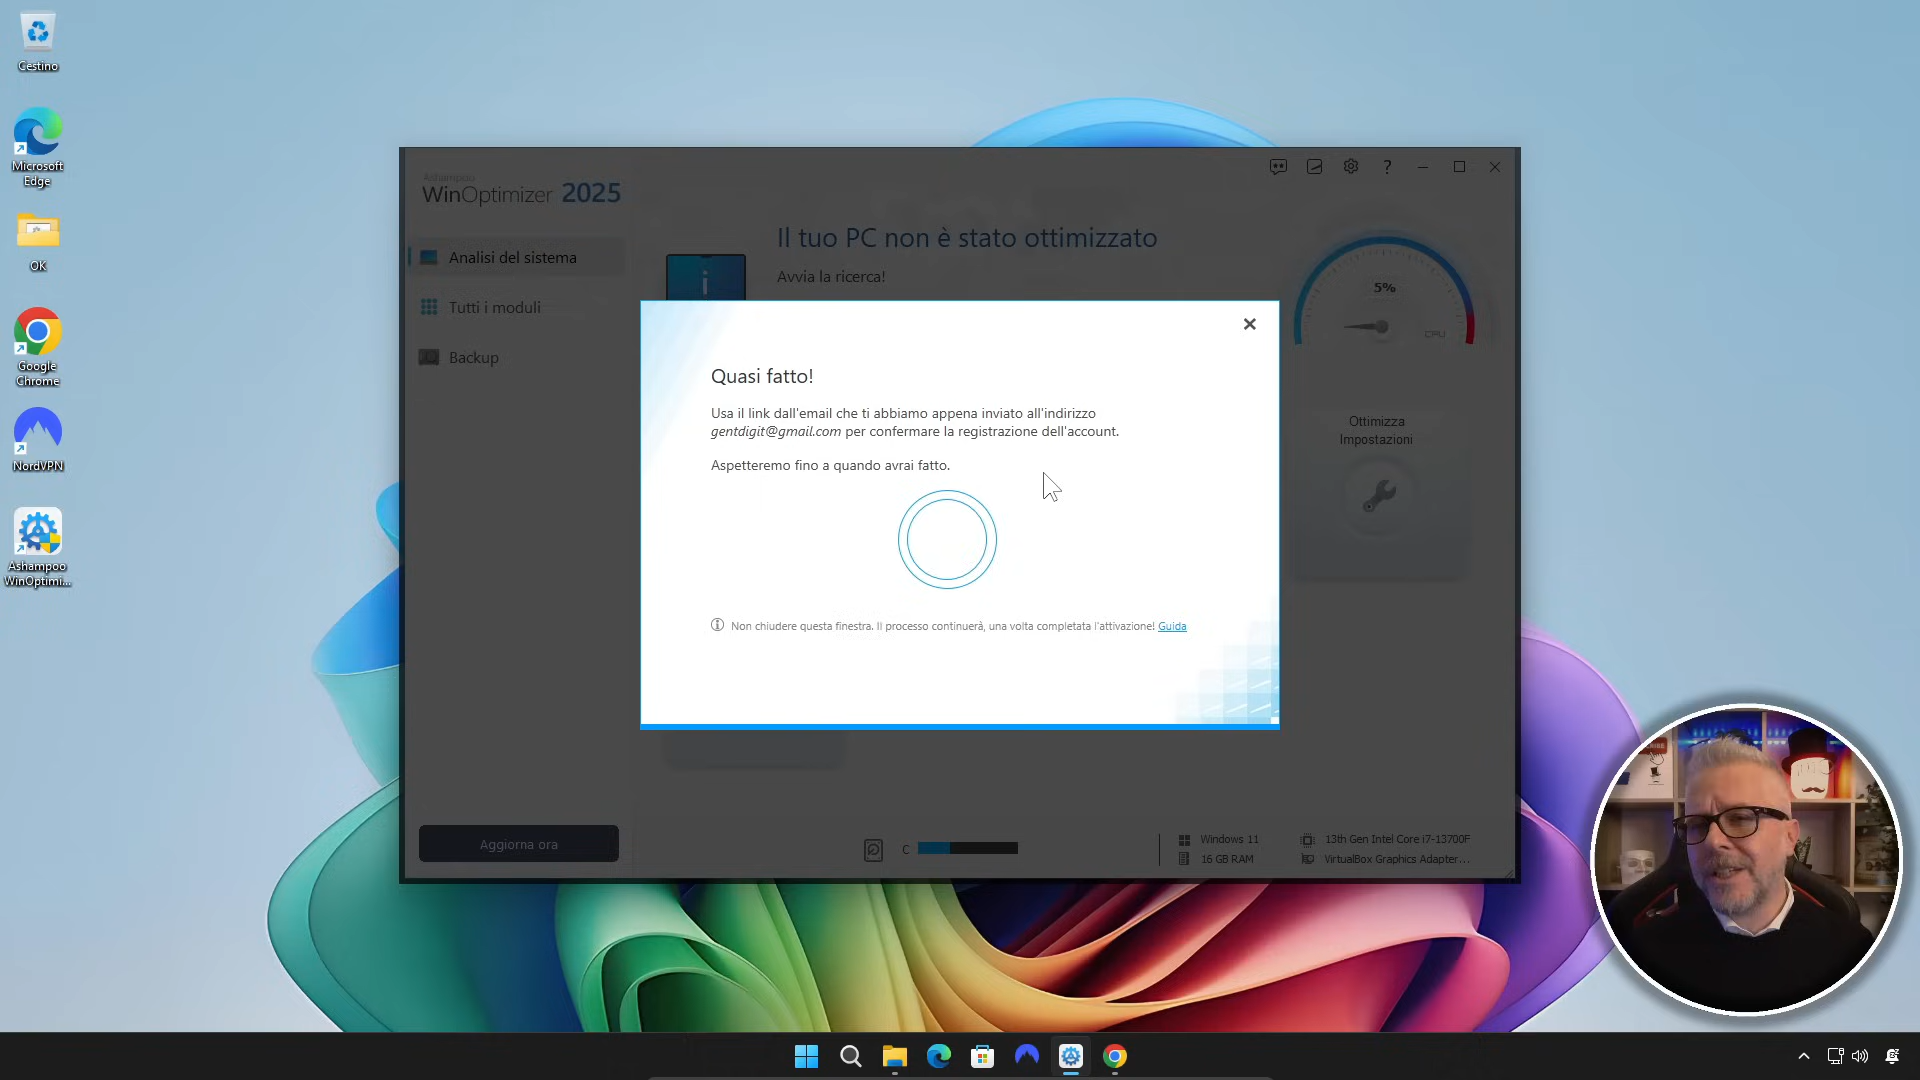 Cestino
Microsoft
Edge
OK
Google
Chrome
NordVPN
Ashampoo
WinOptimi...
Ashampoo
WinOptimizer 2025
Analisi del sistema
Tutti i moduli
Backup
Aggiorna ora
Il tuo PC non è stato ottimizzato
Avvia la ricerca!
5%
CPU
Ottimizza
Impostazioni
Quasi fatto!
Usa il link dall'email che ti abbiamo appena inviato all'indirizzo
gentdigit@gmail.com per confermare la registrazione dell'account.
Aspetteremo fino a quando avrai fatto.
Non chiudere questa finestra. Il processo continuerà, una volta completata l'attivazione! Guida
C
Windows 11
16 GB RAM
13th Gen Intel Core i7-13700F
VirtualBox Graphics Adapter...